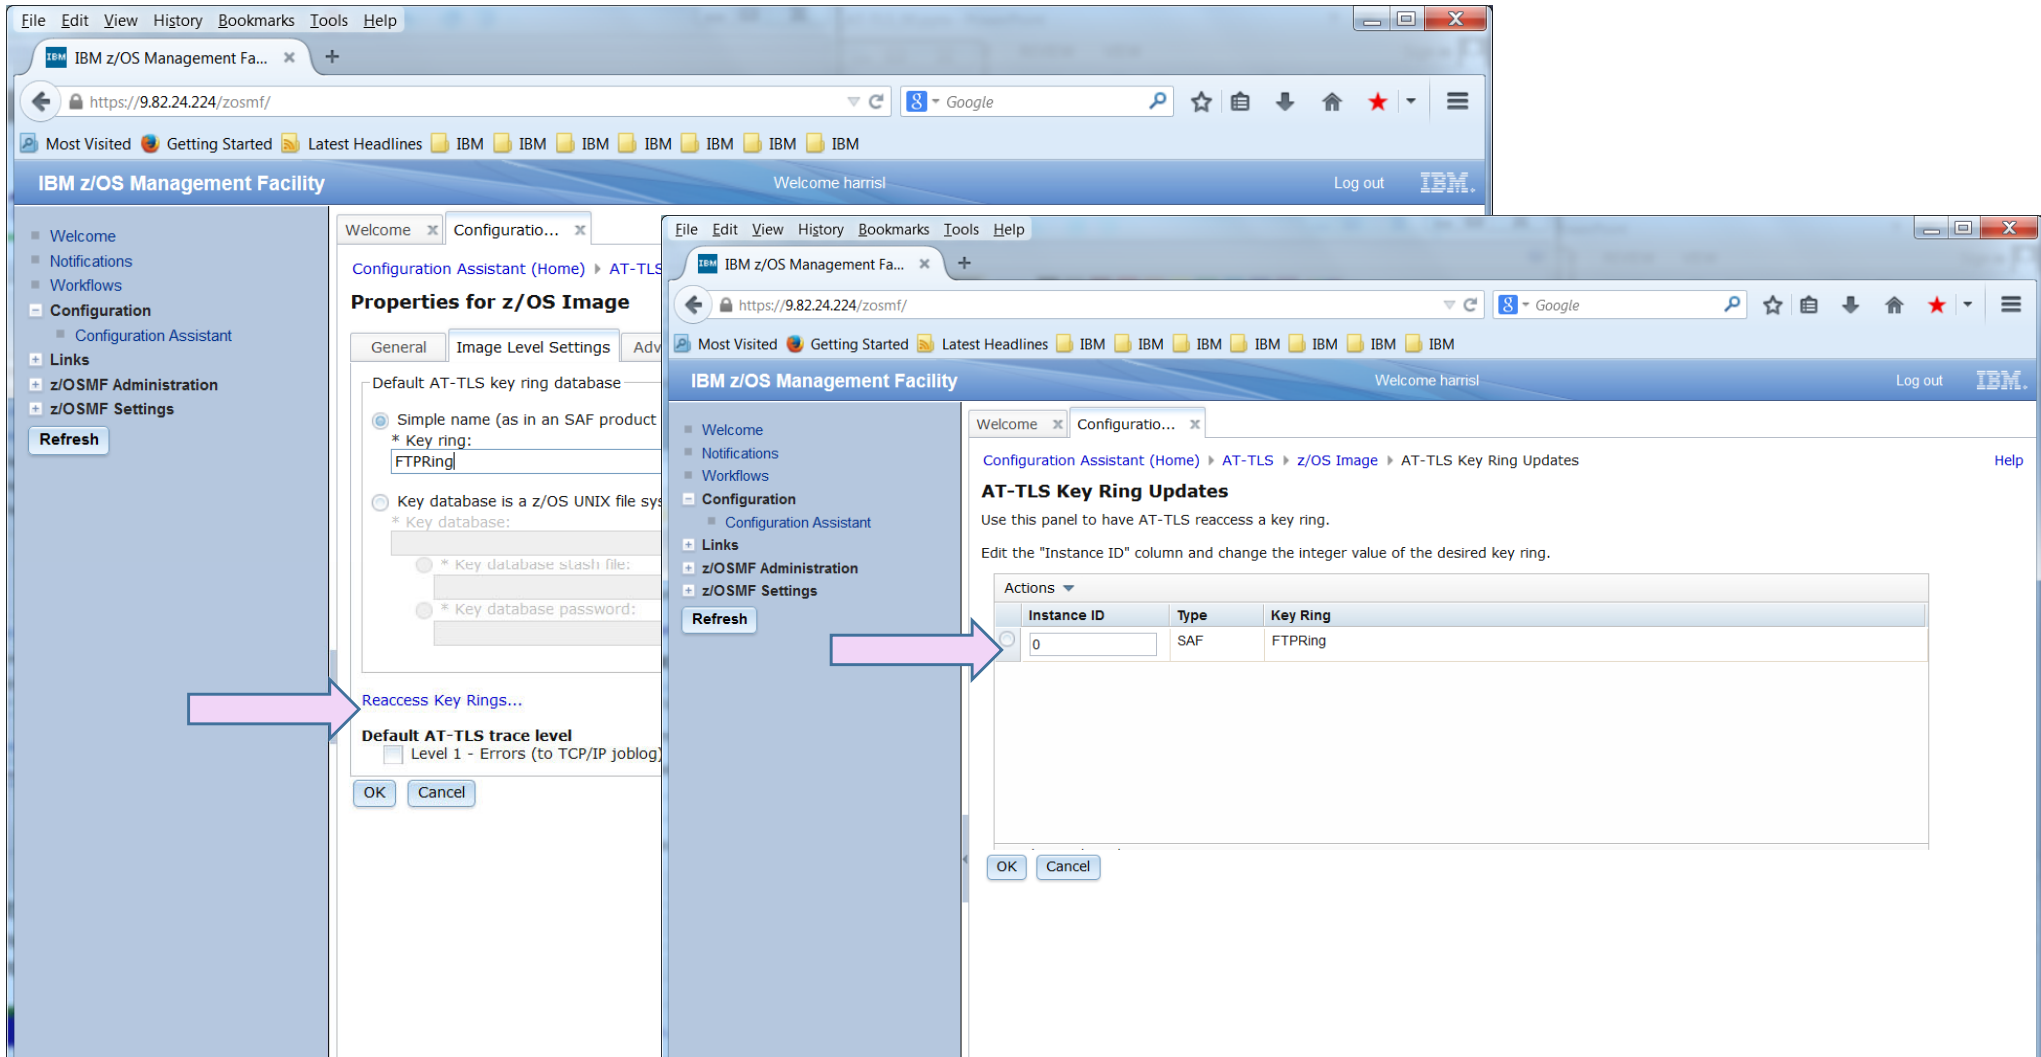 File Edit View History Bookmarks Tools Help
IBM IBM z/OS Management Fa...
https://9.82.24.224/zosmf/
8 Google
Most Visited Getting Started Latest Headlines IBM IBM IBM IBM IBM IBM IBM
IBM z/OS Management Facility Welcome harrisl Log out IBM.
Welcome
Notifications
Workflows
Configuration
Configuration Assistant
Links
z/OSMF Administration
z/OSMF Settings
Refresh
Welcome x Configuratio... x
Configuration Assistant (Home) AT-TLS
Properties for z/OS Image
General Image Level Settings Adv
Default AT-TLS key ring database
Simple name (as in an SAF product
* Key ring:
FTPRing
Key database is a z/OS UNIX file sys
* Key database:
* Key database stash file:
* Key database password:
Reaccess Key Rings...
Default AT-TLS trace level
Level 1 - Errors (to TCP/IP joblog)
OK Cancel
File Edit View History Bookmarks Tools Help
IBM IBM z/OS Management Fa...
https://9.82.24.224/zosmf/
8 Google
Most Visited Getting Started Latest Headlines IBM IBM IBM IBM IBM IBM IBM
IBM z/OS Management Facility Welcome harrisl Log out IBM.
Welcome
Notifications
Workflows
Configuration
Configuration Assistant
Links
z/OSMF Administration
z/OSMF Settings
Refresh
Welcome x Configuratio... x
Configuration Assistant (Home) AT-TLS z/OS Image AT-TLS Key Ring Updates Help
AT-TLS Key Ring Updates
Use this panel to have AT-TLS reaccess a key ring.
Edit the "Instance ID" column and change the integer value of the desired key ring.
Actions
Instance ID Type Key Ring
0 SAF FTPRing
OK Cancel